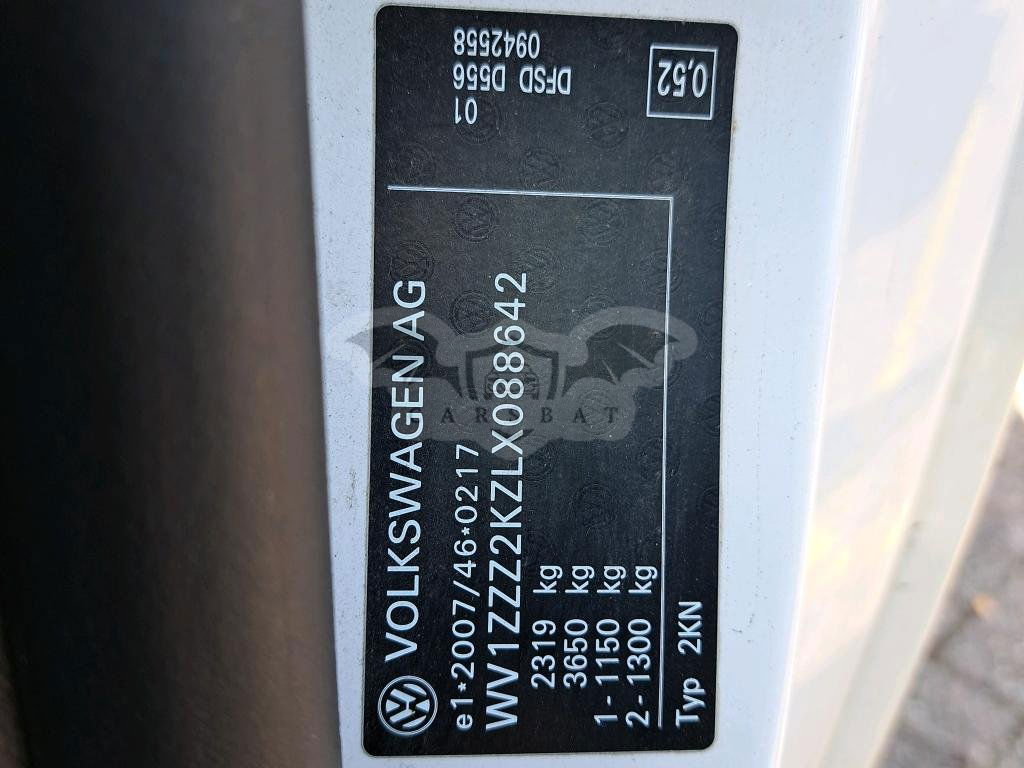 VOLKSWAGEN AG
e1*2007/46*0217
WV1ZZZ2KZLX088642
2319 kg
3650 kg
1- 1150 kg
2- 1300 kg
Typ 2KN
01
DFSD D556
0942558
0,52
ARSBAT